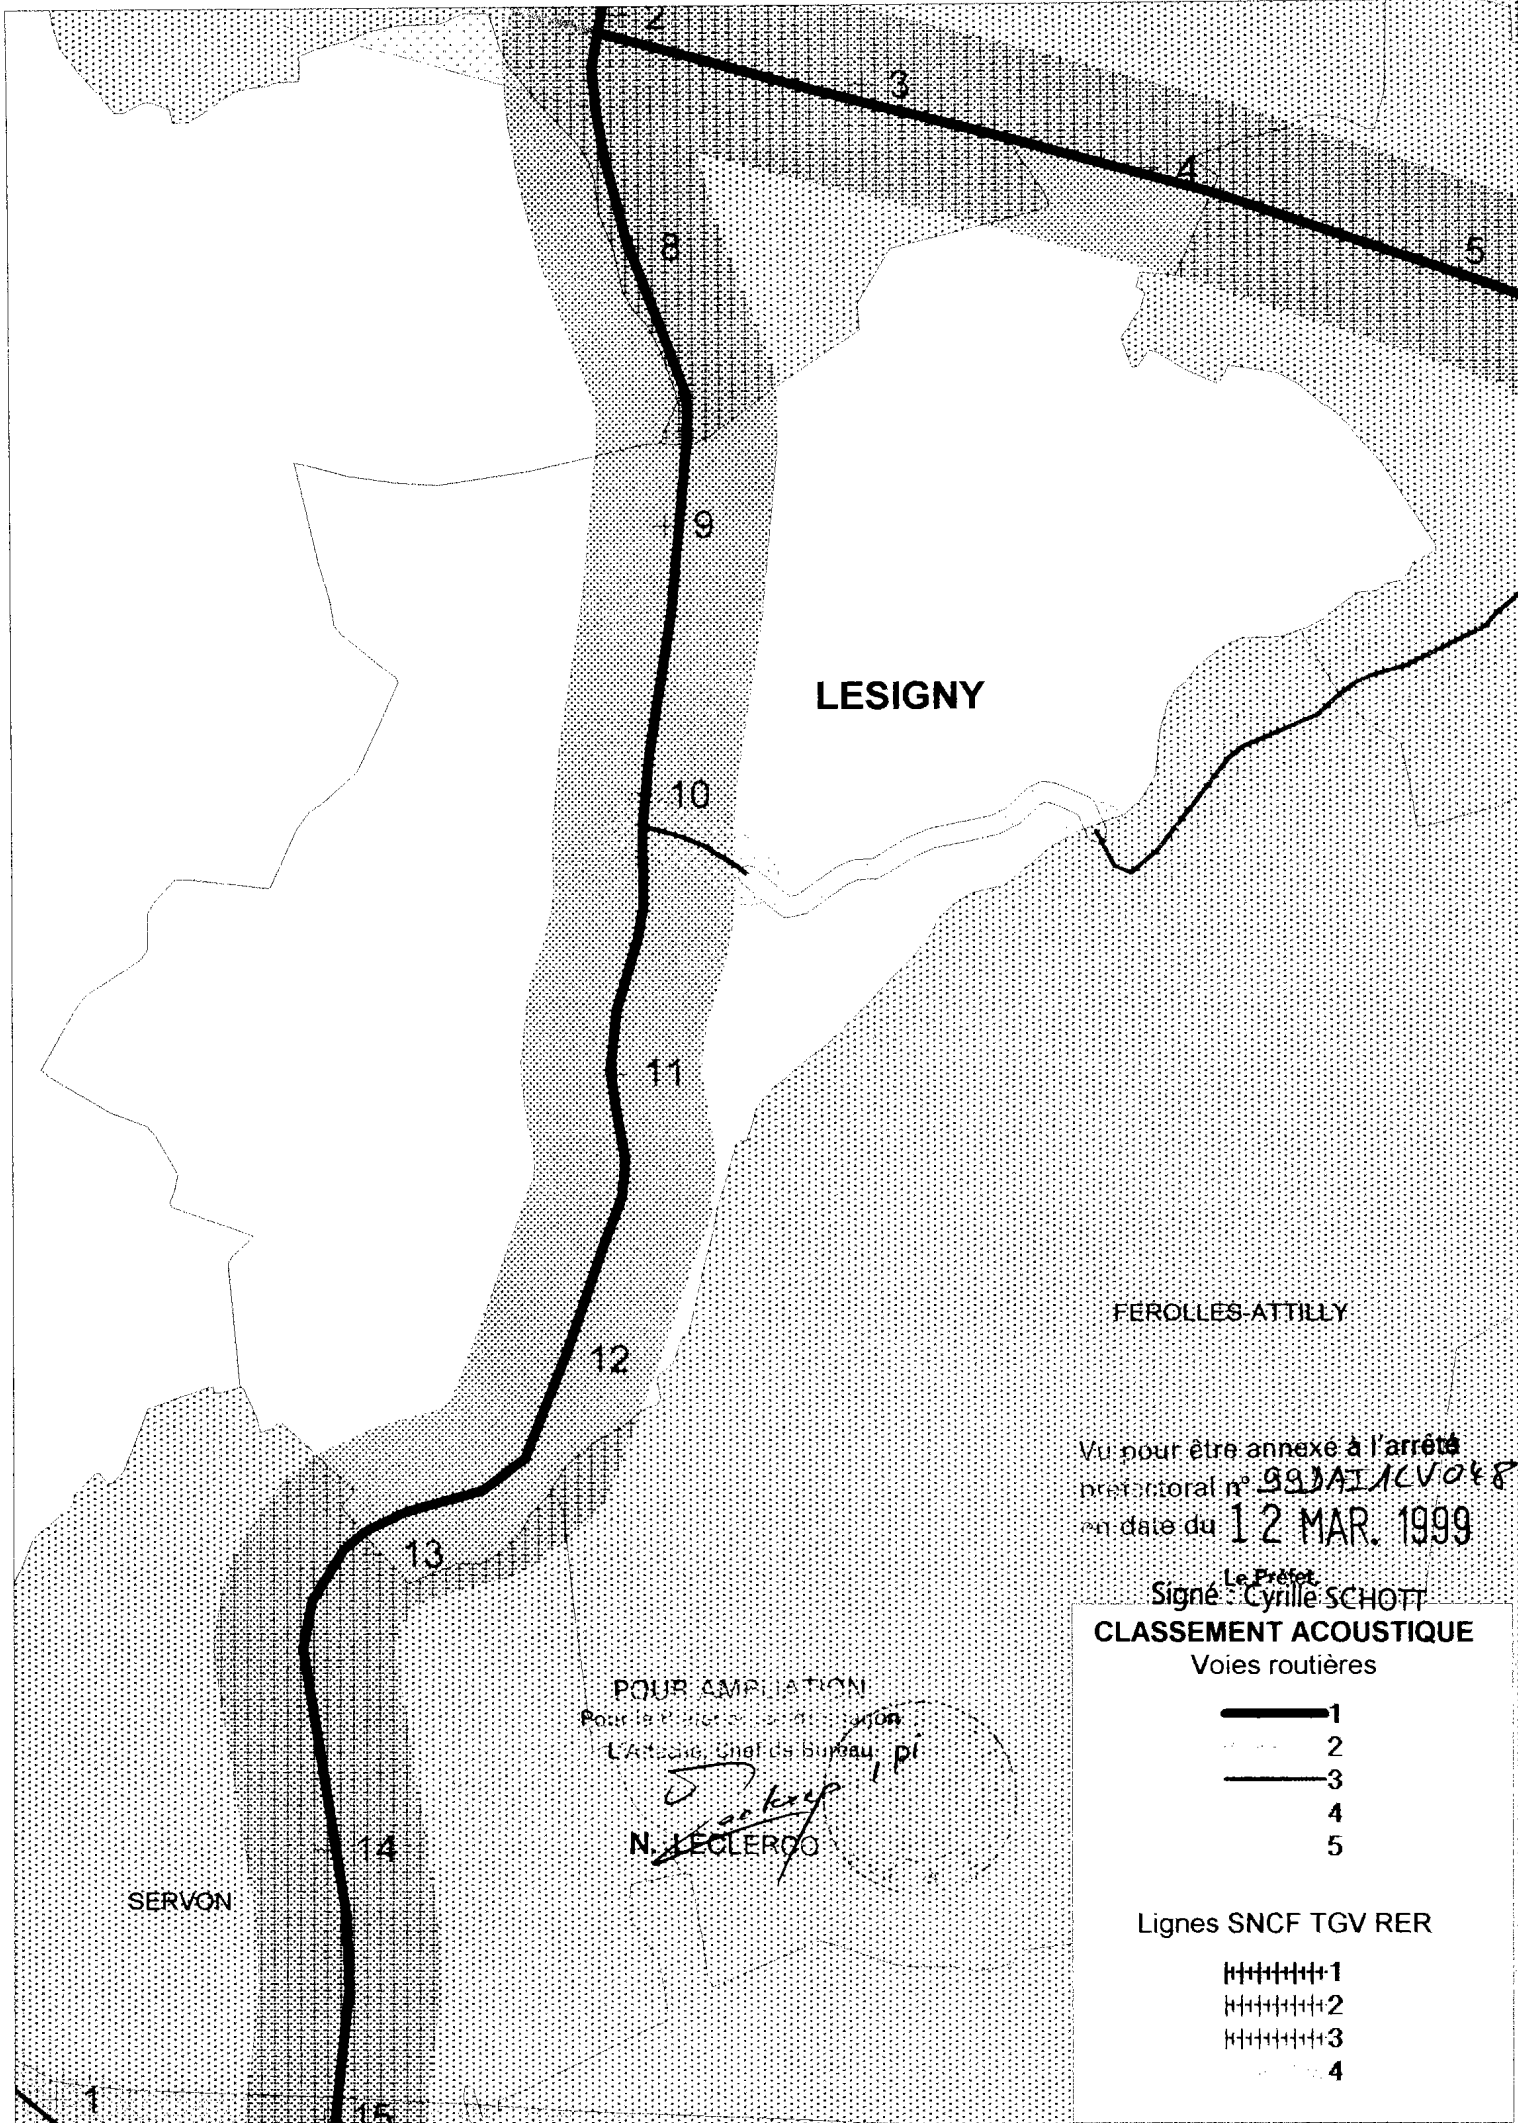 2
3
4
5
8
9
LESIGNY
10
11
12
FEROLLES-ATTILLY
Vu pour être annexé à l'arrêté
préfectoral n°
en date du 12 MAR. 1999
Le Préfet,
Signé : Cyrille SCHOTT
13
CLASSEMENT ACOUSTIQUE
Voies routières
1
2
3
4
5
Lignes SNCF TGV RER
1
2
3
4
POUR AMPLIATION
Chef de Bureau, pi
N. LECLERCQ
14
SERVON
1
15